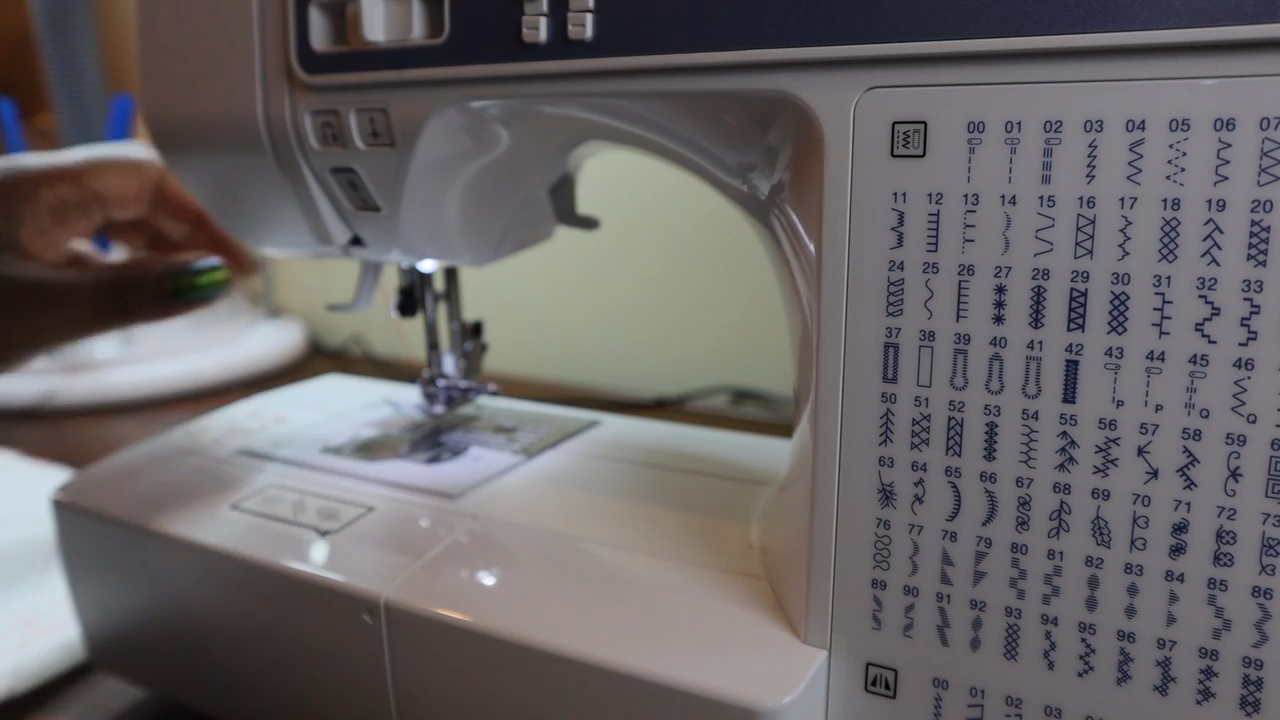 00 01 02 03 04 05 06 07
11 12 13 14 15 16 17 18 19 20
24 25 26 27 28 29 30 31 32 33
37 38 39 40 41 42 43 44 45 46
P P Q Q
50 51 52 53 54 55 56 57 58 59
63 64 65 66 67 68 69 70 71 72 73
76 77 78 79 80 81 82 83 84 85 86
89 90 91 92 93 94 95 96 97 98 99
00 01 02 03